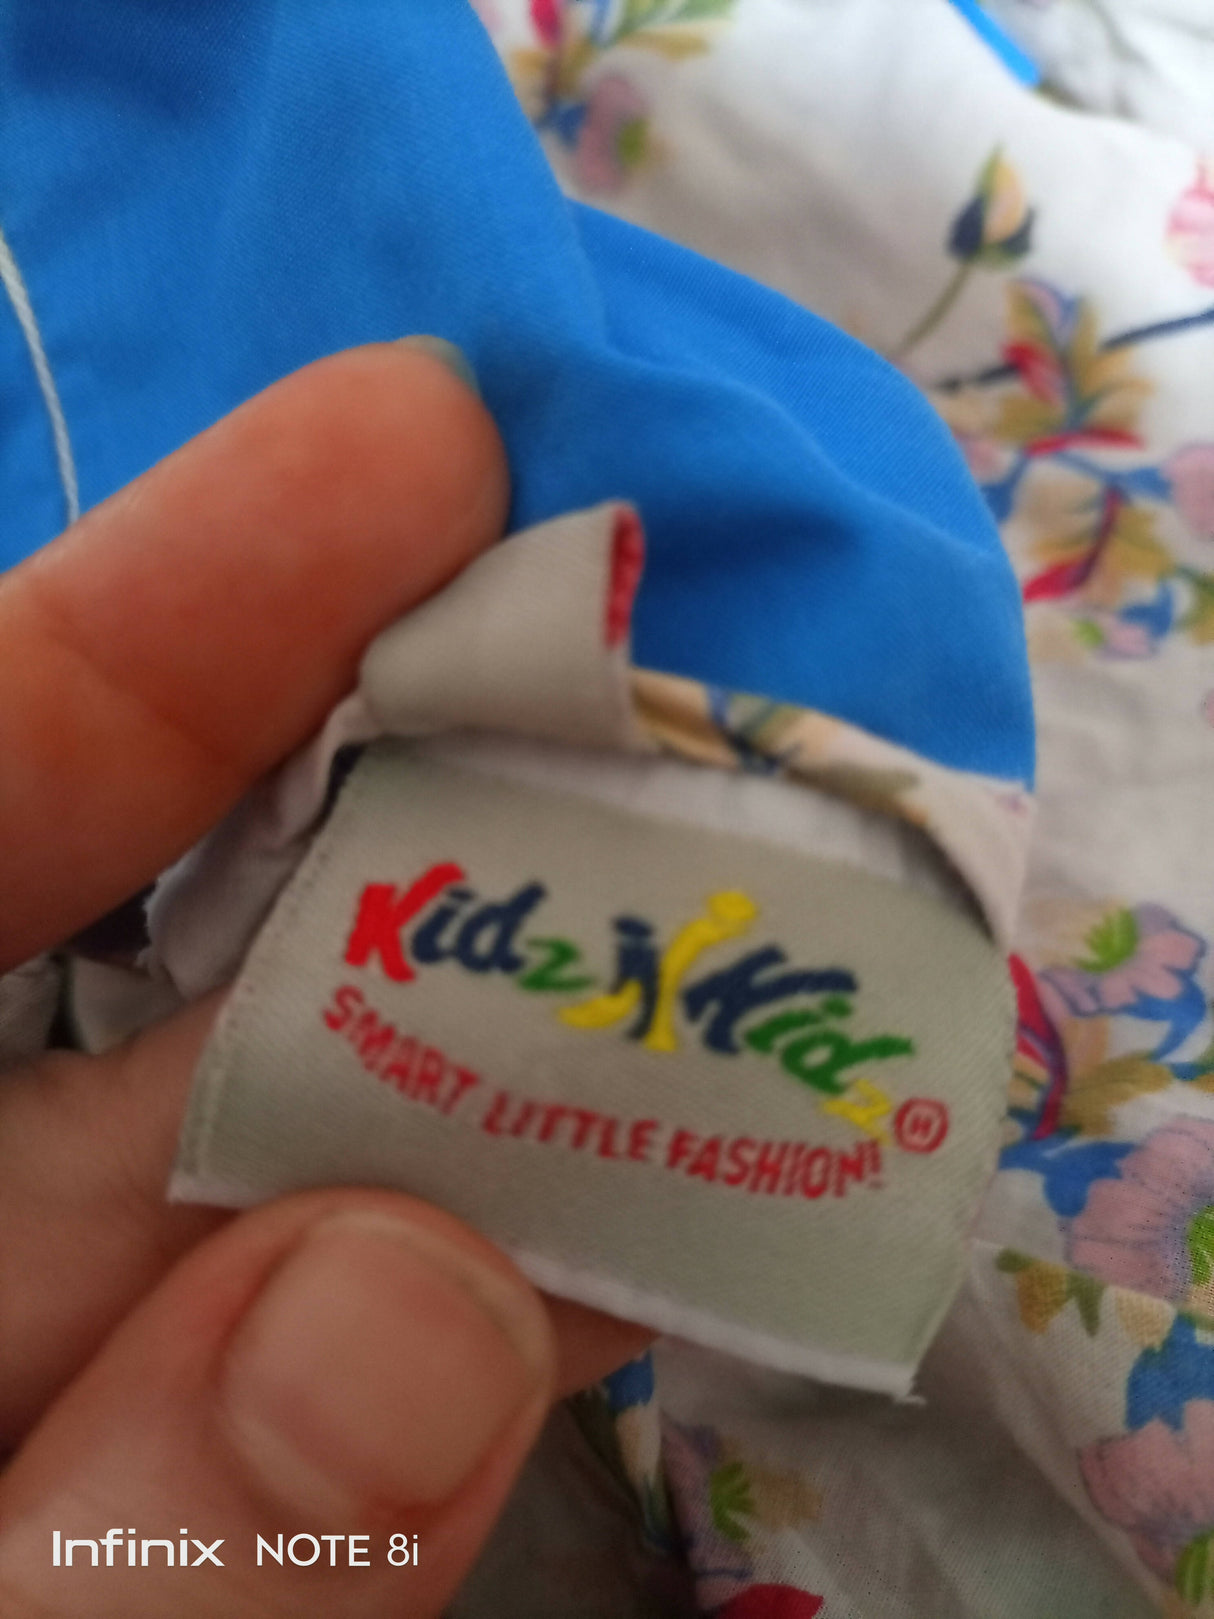 Kidz n Kidz ®
SMART LITTLE FASHION!
Infinix NOTE 8i